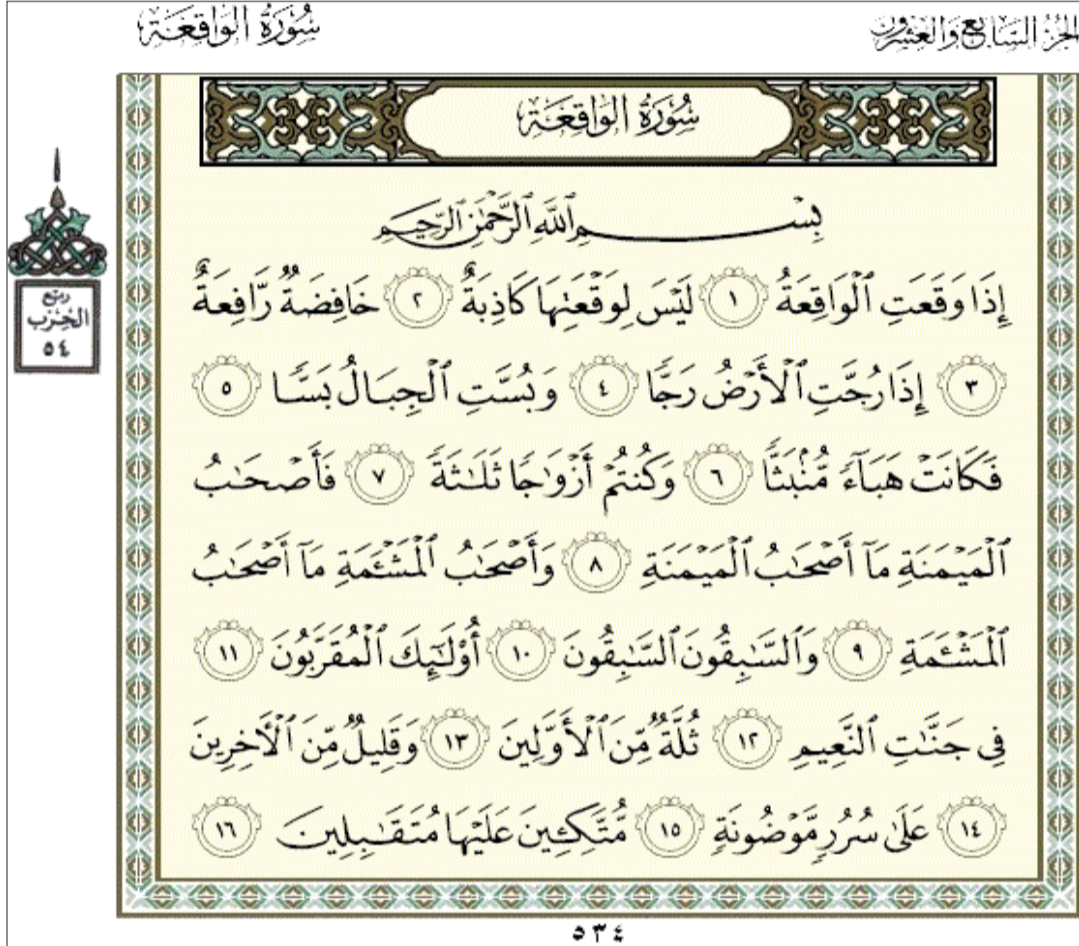 الجزء السابع والعشرون
سُورَةُ الوَاقِعَةِ
سُورَةُ الوَاقِعَةِ
بِسْمِ ٱللَّهِ ٱلرَّحْمَٰنِ ٱلرَّحِيمِ
إِذَا وَقَعَتِ ٱلْوَاقِعَةُ ١ لَيْسَ لِوَقْعَتِهَا كَاذِبَةٌ ٢ خَافِضَةٌ رَّافِعَةٌ
٣ إِذَا رُجَّتِ ٱلْأَرْضُ رَجًّا ٤ وَبُسَّتِ ٱلْجِبَالُ بَسًّا ٥
فَكَانَتْ هَبَآءً مُّنۢبَثًّا ٦ وَكُنتُمْ أَزْوَٰجًا ثَلَٰثَةً ٧ فَأَصْحَٰبُ
ٱلْمَيْمَنَةِ مَآ أَصْحَٰبُ ٱلْمَيْمَنَةِ ٨ وَأَصْحَٰبُ ٱلْمَشْـَٔمَةِ مَآ أَصْحَٰبُ
ٱلْمَشْـَٔمَةِ ٩ وَٱلسَّٰبِقُونَ ٱلسَّٰبِقُونَ ١٠ أُو۟لَٰٓئِكَ ٱلْمُقَرَّبُونَ ١١
فِى جَنَّٰتِ ٱلنَّعِيمِ ١٢ ثُلَّةٌ مِّنَ ٱلْأَوَّلِينَ ١٣ وَقَلِيلٌ مِّنَ ٱلْأَخِرِينَ
١٤ عَلَىٰ سُرُرٍ مَّوْضُونَةٍ ١٥ مُّتَّكِـِٔينَ عَلَيْهَا مُتَقَٰبِلِينَ ١٦
ربع
الحزب
٥٤
٥٣٤